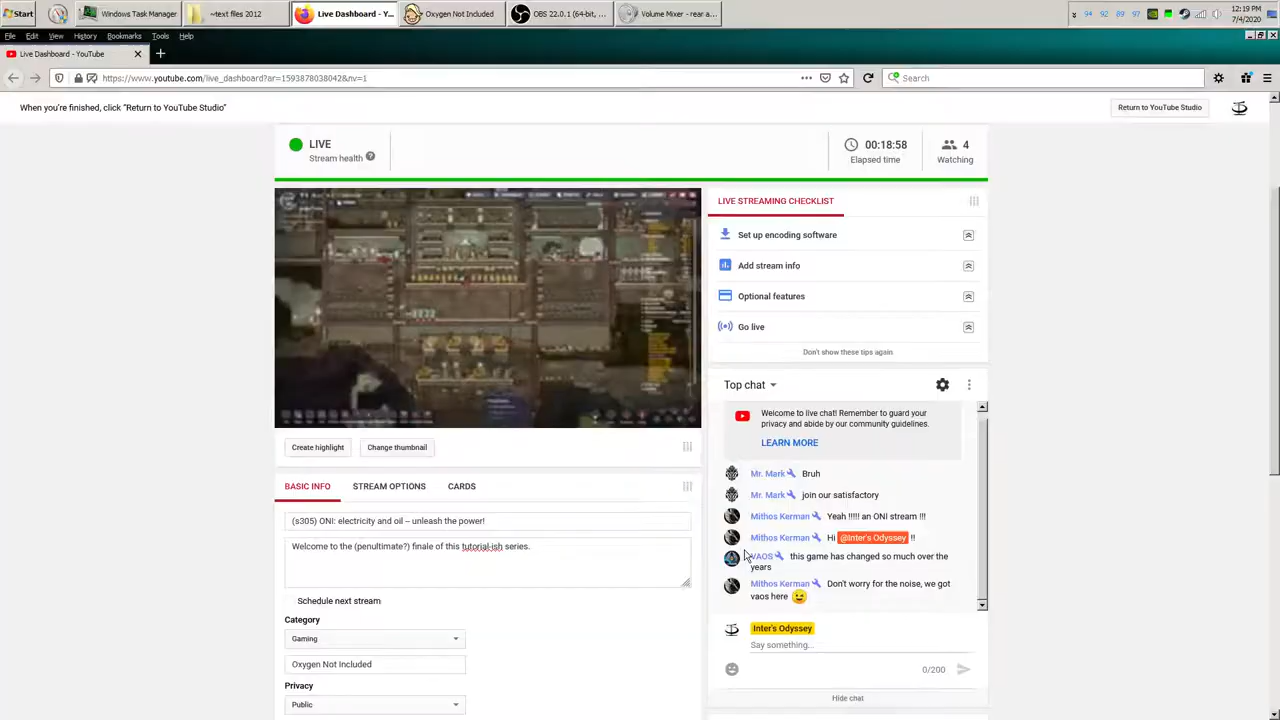 Start
Windows Task Manager
~text files 2012
Live Dashboard - Y...
Oxygen Not Included
OBS 22.0.1 (64-bit, ...
Volume Mixer - rea...
94 92 89 97
12:19 PM
7/4/2020
File Edit View History Bookmarks Tools Help
Live Dashboard - YouTube
https://www.youtube.com/live_dashboard?ar=1593878038042&nv=1
Search
When you're finished, click "Return to YouTube Studio"
Return to YouTube Studio
LIVE
Stream health
00:18:58
Elapsed time
4
Watching
LIVE STREAMING CHECKLIST
Set up encoding software
Add stream info
Optional features
Go live
Don't show these tips again
Create highlight
Change thumbnail
BASIC INFO
STREAM OPTIONS
CARDS
(s305) ONI: electricity and oil – unleash the power!
Welcome to the (penultimate?) finale of this tutorial-ish series.
Schedule next stream
Category
Gaming
Oxygen Not Included
Privacy
Public
Top chat
Welcome to live chat! Remember to guard your
privacy and abide by our community guidelines.
LEARN MORE
Mr. Mark Bruh
Mr. Mark join our satisfactory
Mithos Kerman Yeah !!!!! an ONI stream !!!
Mithos Kerman Hi @Inter's Odyssey !!
VAOS this game has changed so much over the
years
Mithos Kerman Don't worry for the noise, we got
vaos here
Inter's Odyssey
Say something...
0/200
Hide chat